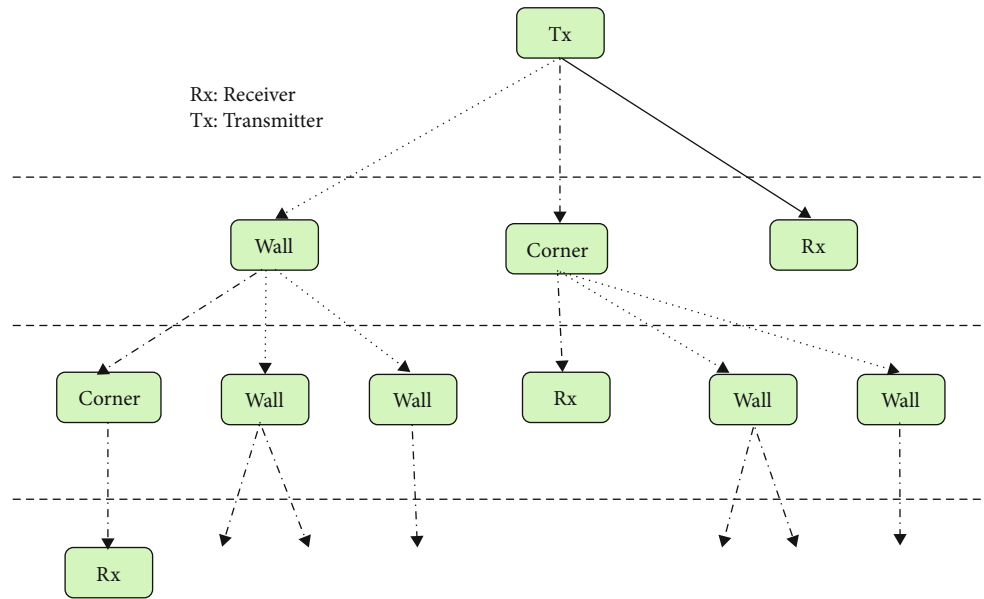 Tx
Rx: Receiver
Tx: Transmitter
Wall
Corner
Rx
Corner
Wall
Wall
Rx
Wall
Wall
Rx